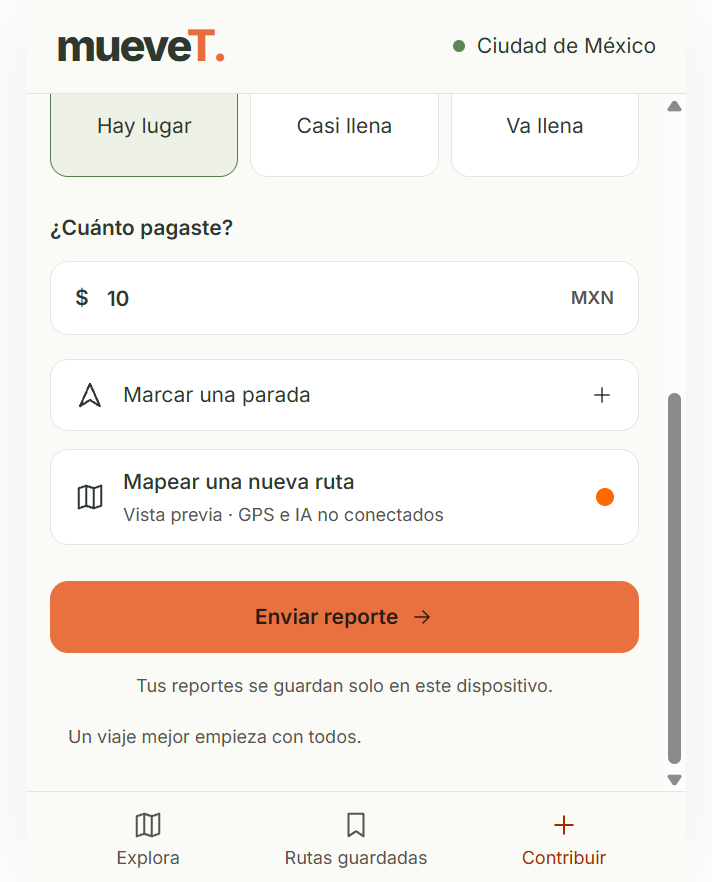 mueveT.
Ciudad de México
Hay lugar
Casi llena
Va llena
¿Cuánto pagaste?
$ 10 MXN
Marcar una parada
Mapear una nueva ruta
Vista previa · GPS e IA no conectados
Enviar reporte →
Tus reportes se guardan solo en este dispositivo.
Un viaje mejor empieza con todos.
Explora
Rutas guardadas
Contribuir